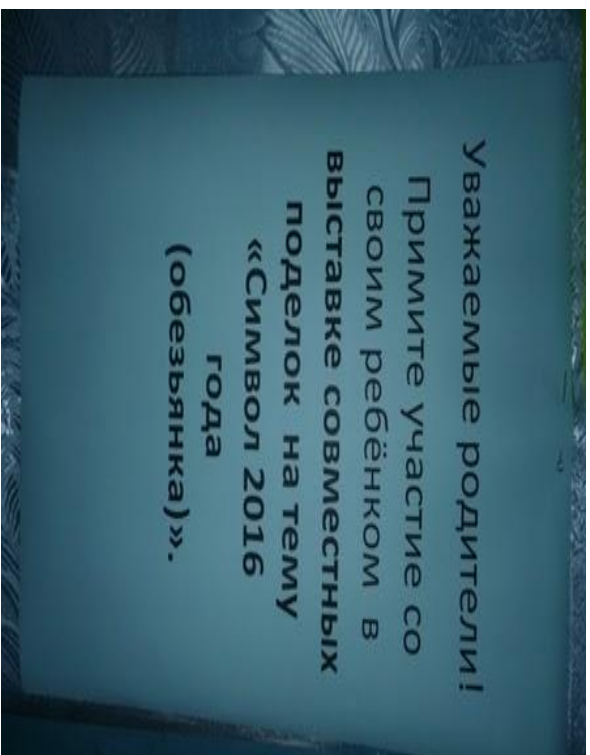 Уважаемые родители!
Примите участие со
своим ребёнком в
выставке совместных
поделок на тему
«Символ 2016
года
(обезьянка)».